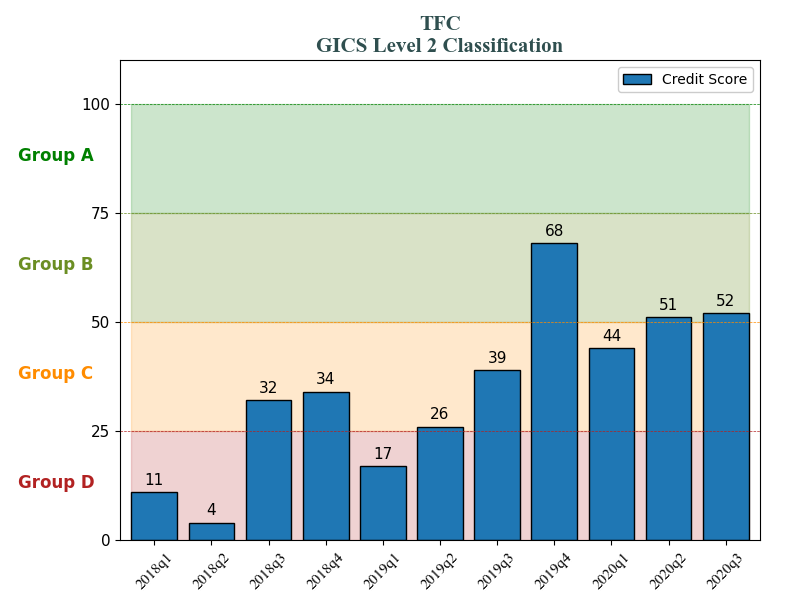 TFC
GICS Level 2 Classification
Credit Score
100
Group A
75
Group B
68
50
51
52
44
Group C
39
32
34
26
25
17
Group D
11
4
0
2018q1
2018q2
2018q3
2018q4
2019q1
2019q2
2019q3
2019q4
2020q1
2020q2
2020q3